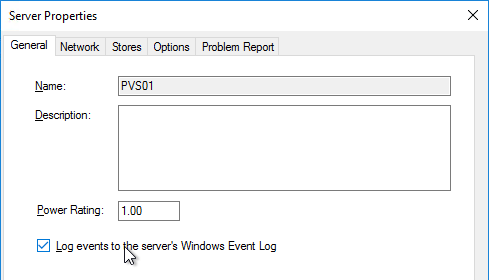 Server Properties
General Network Stores Options Problem Report
Name: PVS01
Description:
Power Rating: 1.00
Log events to the server's Windows Event Log